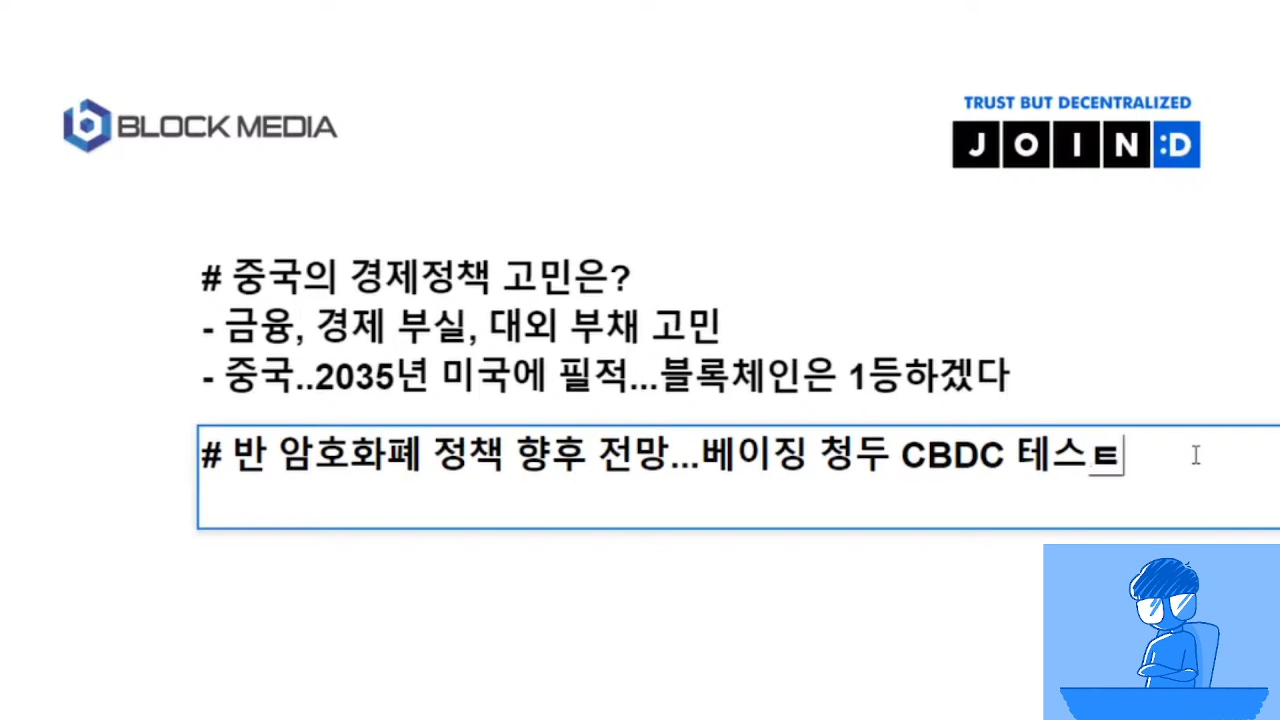 BLOCK MEDIA
TRUST BUT DECENTRALIZED
JOIN:D
# 중국의 경제정책 고민은?
- 금융, 경제 부실, 대외 부채 고민
- 중국..2035년 미국에 필적...블록체인은 1등하겠다
# 반 암호화폐 정책 향후 전망...베이징 청두 CBDC 테스ㅌ